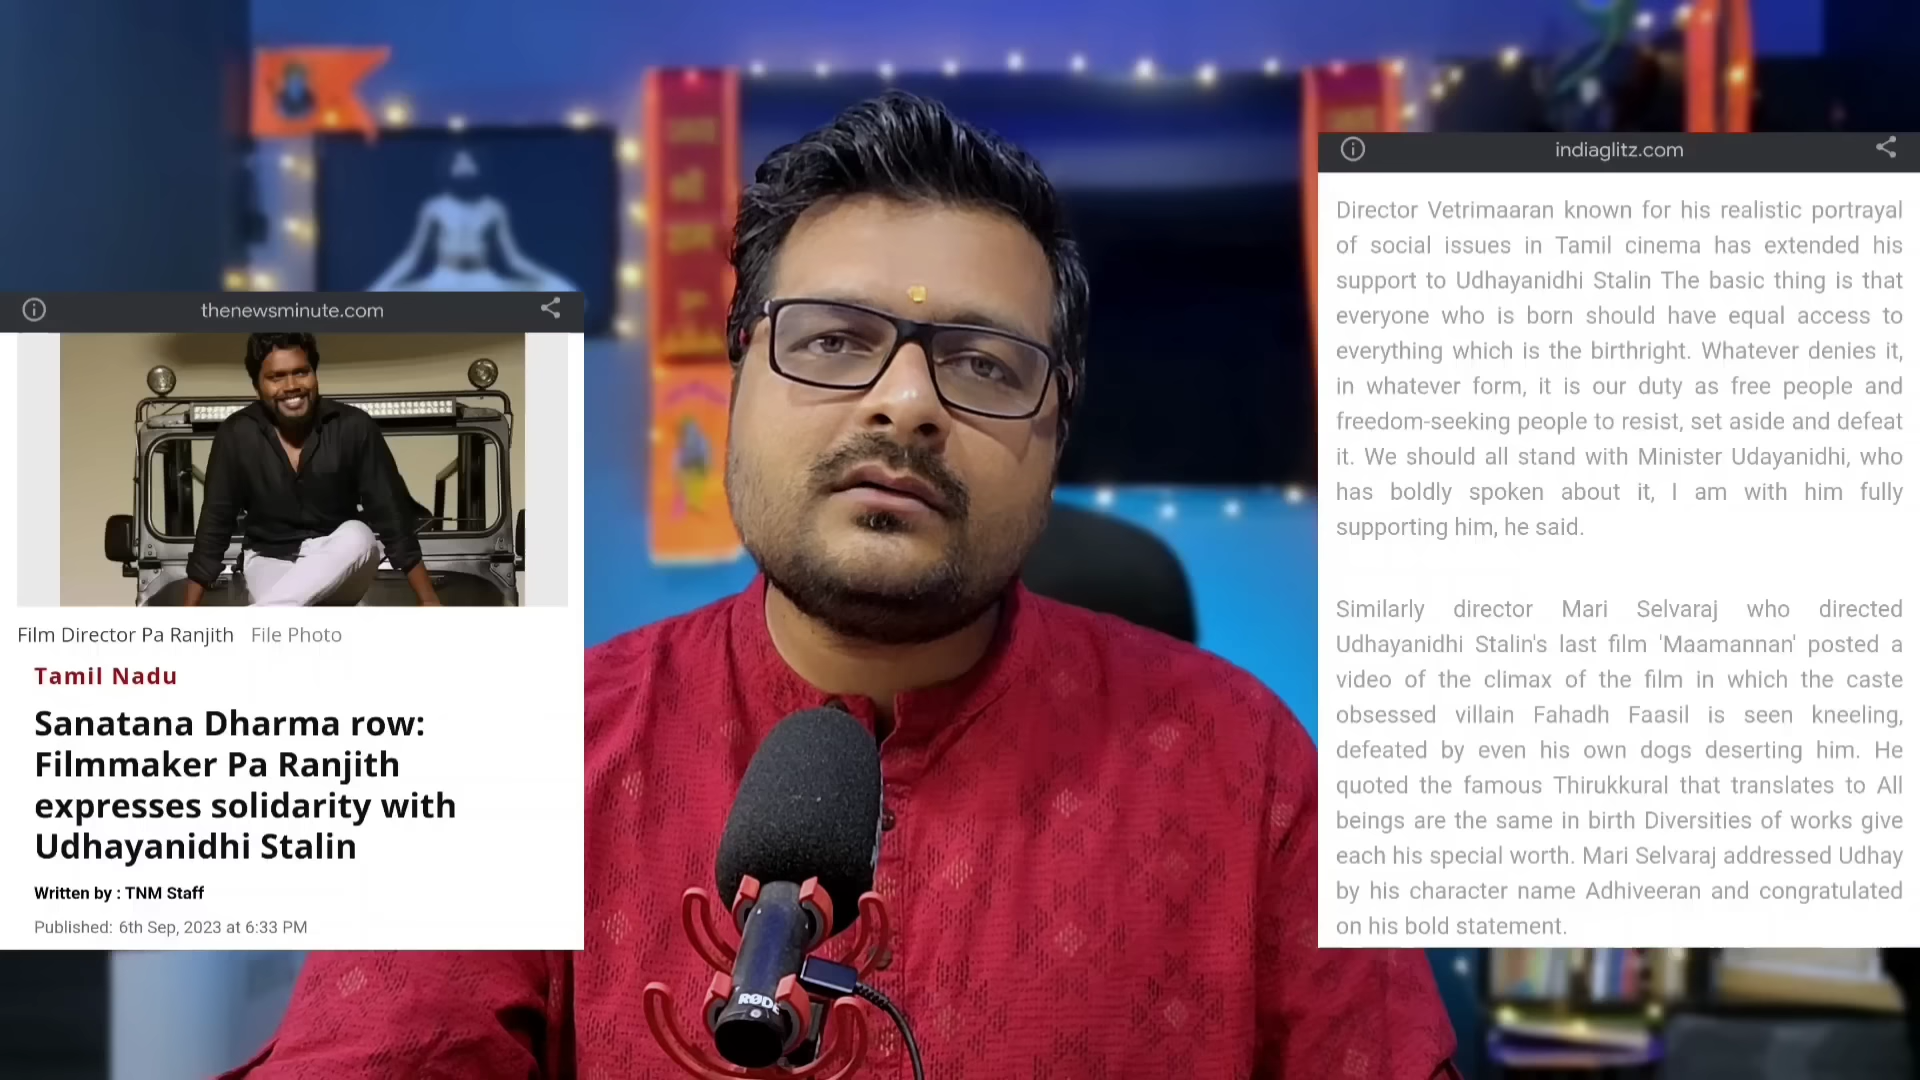 thenewsminute.com
Film Director Pa Ranjith File Photo
Tamil Nadu
Sanatana Dharma row:
Filmmaker Pa Ranjith
expresses solidarity with
Udhayanidhi Stalin
Written by : TNM Staff
Published: 6th Sep, 2023 at 6:33 PM
RØDE
indiaglitz.com
Director Vetrimaaran known for his realistic portrayal
of social issues in Tamil cinema has extended his
support to Udhayanidhi Stalin The basic thing is that
everyone who is born should have equal access to
everything which is the birthright. Whatever denies it,
in whatever form, it is our duty as free people and
freedom-seeking people to resist, set aside and defeat
it. We should all stand with Minister Udayanidhi, who
has boldly spoken about it, I am with him fully
supporting him, he said.
Similarly director Mari Selvaraj who directed
Udhayanidhi Stalin's last film 'Maamannan' posted a
video of the climax of the film in which the caste
obsessed villain Fahadh Faasil is seen kneeling,
defeated by even his own dogs deserting him. He
quoted the famous Thirukkural that translates to All
beings are the same in birth Diversities of works give
each his special worth. Mari Selvaraj addressed Udhay
by his character name Adhiveeran and congratulated
on his bold statement.